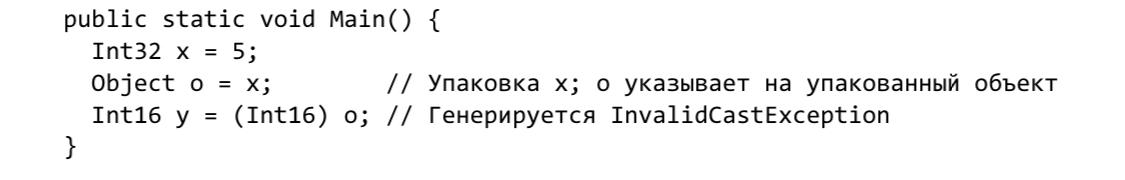 public static void Main() {
  Int32 x = 5;
  Object o = x;         // Упаковка x; o указывает на упакованный объект
  Int16 y = (Int16) o; // Генерируется InvalidCastException
}